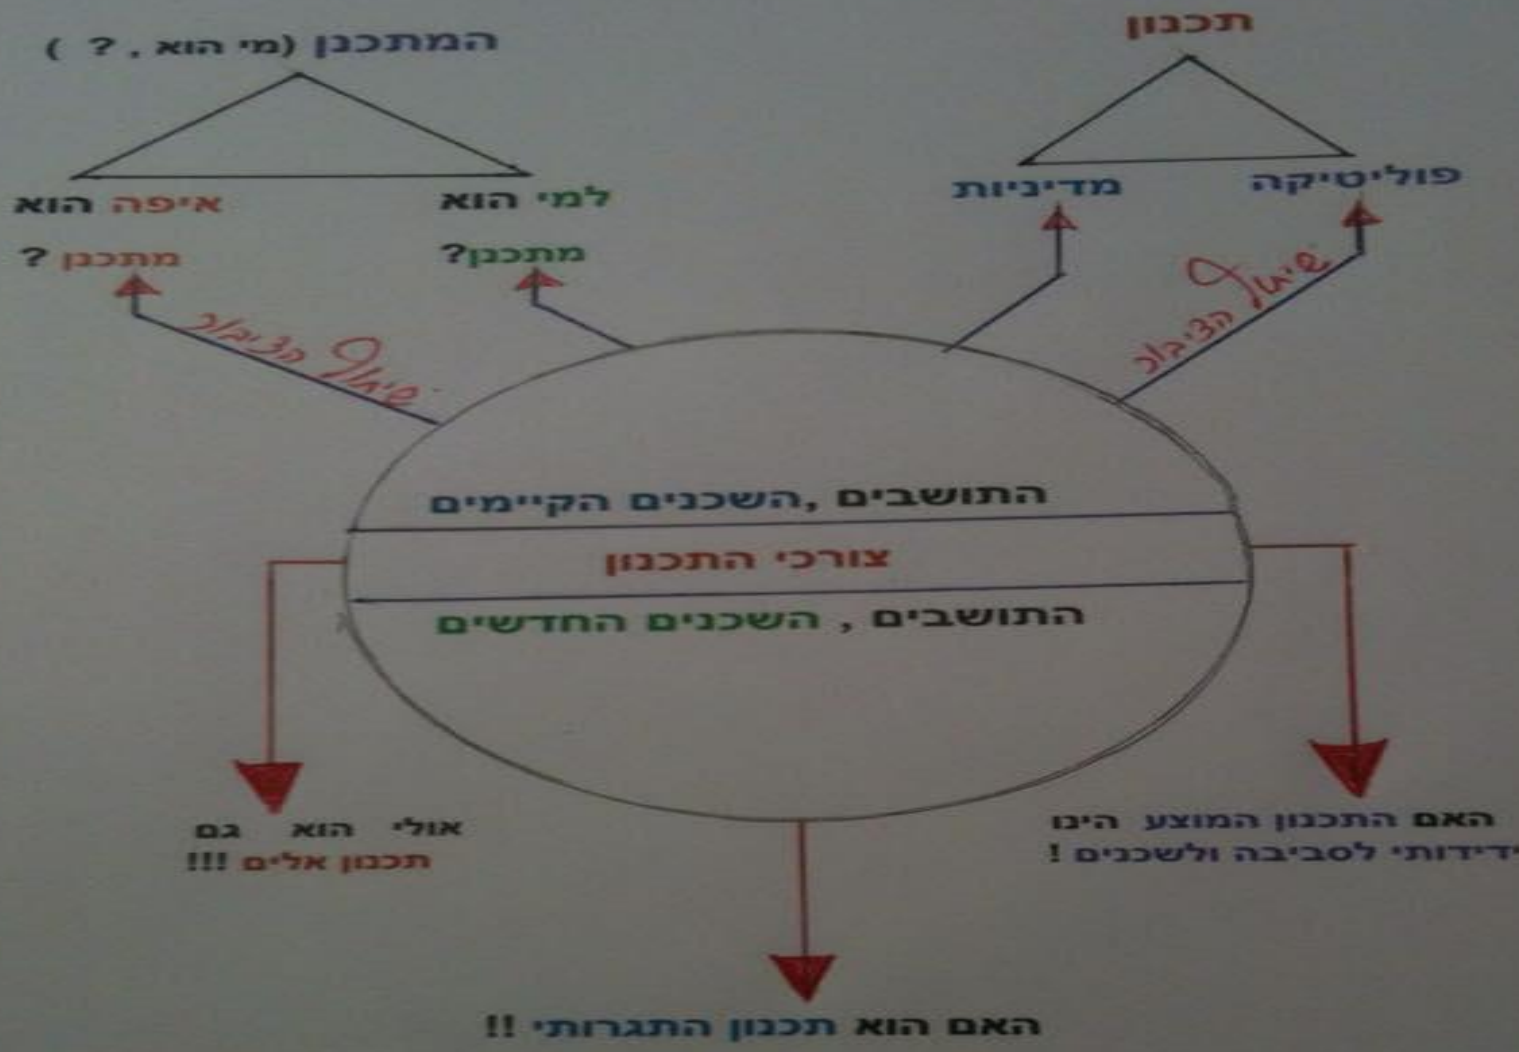 תכנון
המתכנן (מי הוא , ? )
מדיניות
פוליטיקה
למי הוא
מתכנן?
איפה הוא
מתכנן ?
שיתוף הציבור
שיתוף הציבור
התושבים ,השכנים הקיימים
צורכי התכנון
התושבים , השכנים החדשים
האם התכנון המוצע הינו
ידידותי לסביבה ולשכנים !
אולי הוא גם
תכנון אלים !!!
האם הוא תכנון התגרותי !!